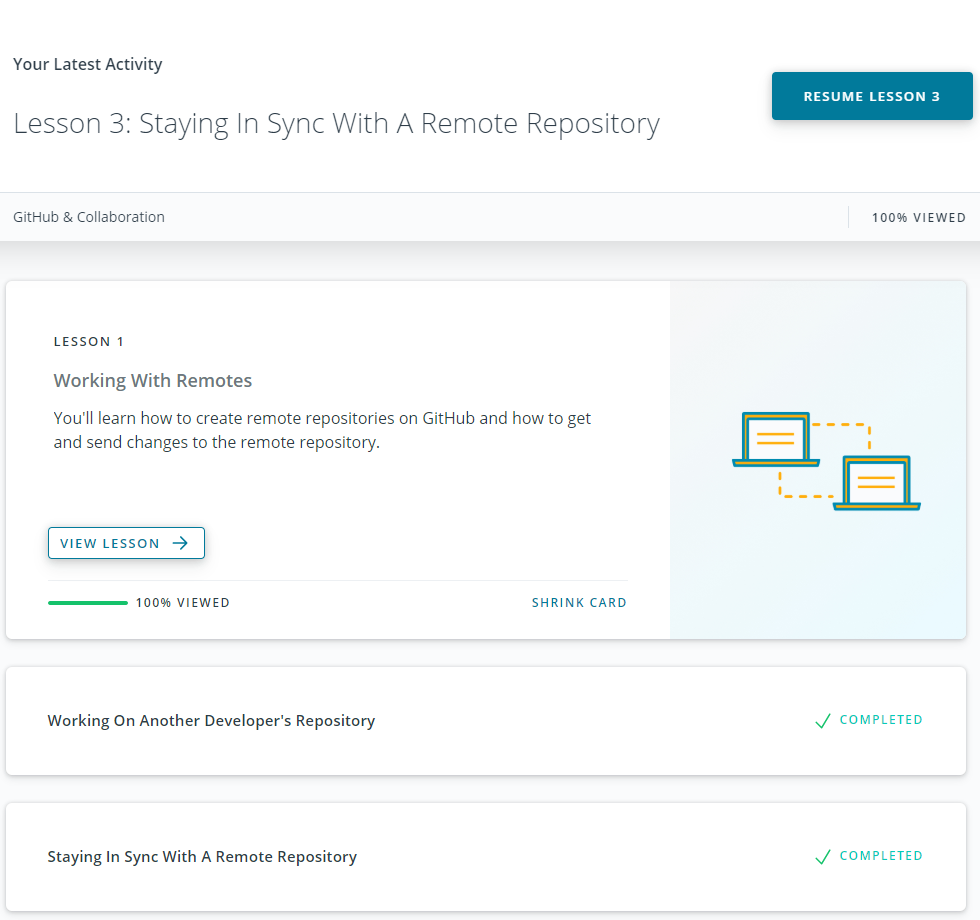 Your Latest Activity
RESUME LESSON 3
Lesson 3: Staying In Sync With A Remote Repository
GitHub & Collaboration
100% VIEWED
LESSON 1
Working With Remotes
You'll learn how to create remote repositories on GitHub and how to get
and send changes to the remote repository.
VIEW LESSON
100% VIEWED
SHRINK CARD
Working On Another Developer's Repository
COMPLETED
Staying In Sync With A Remote Repository
COMPLETED